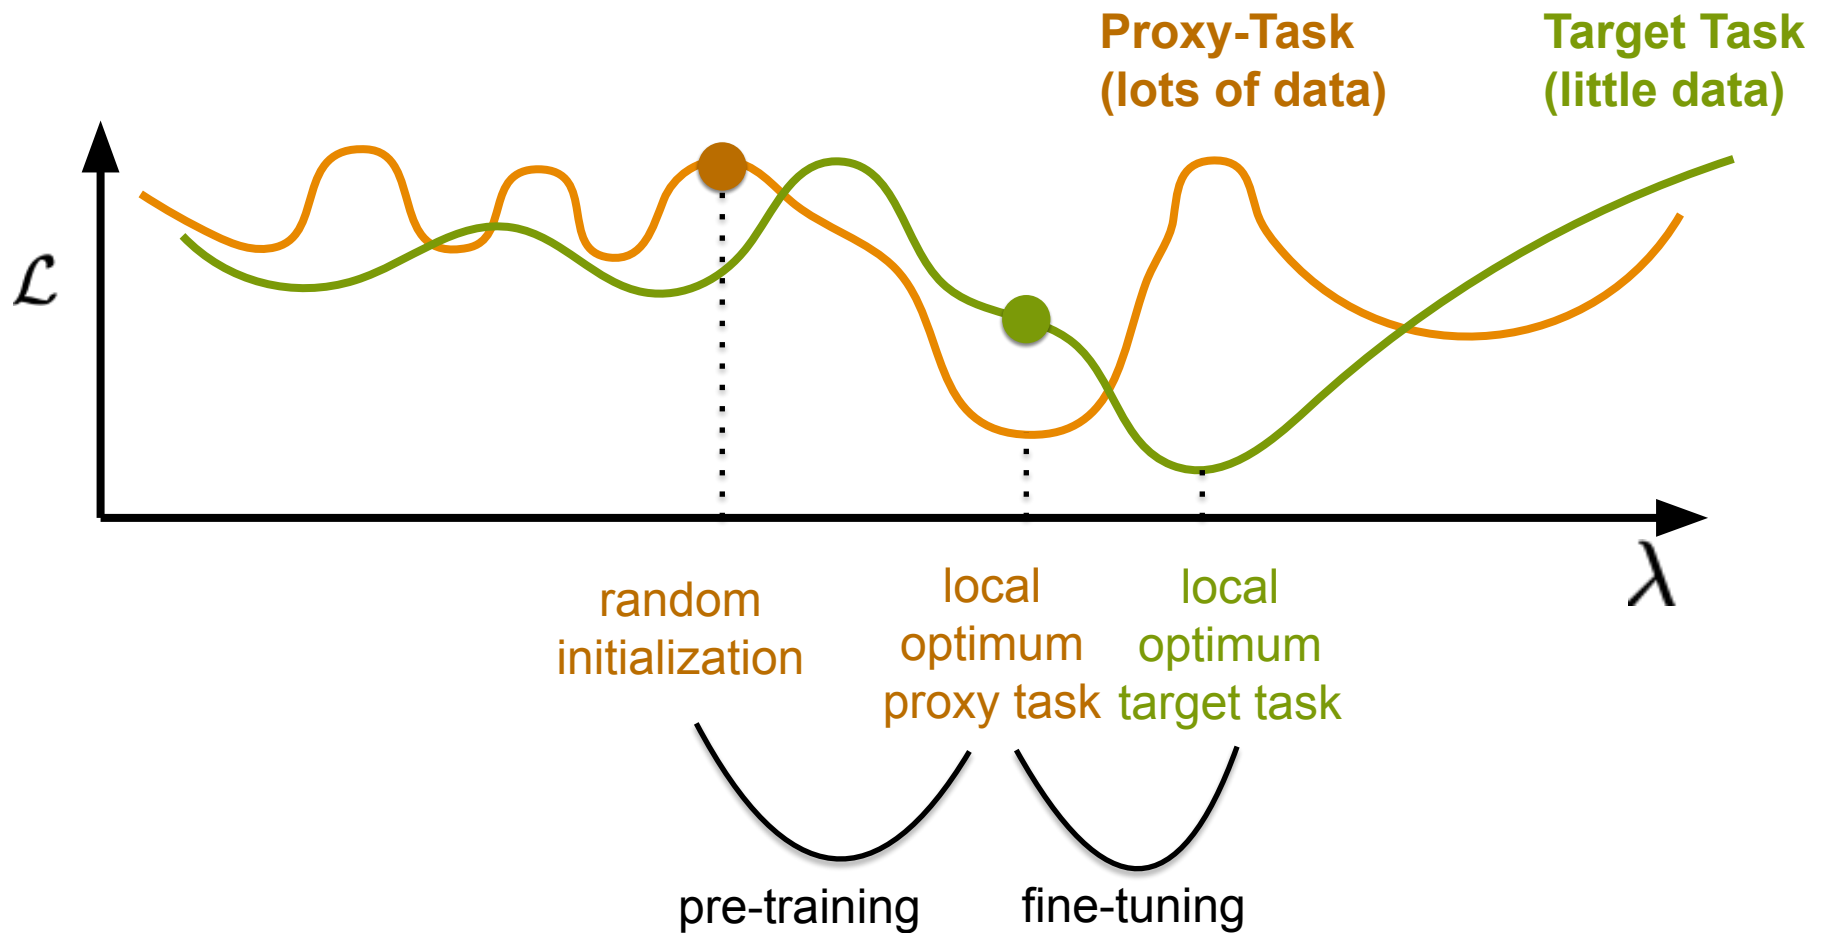 Proxy-Task
(lots of data)
Target Task
(little data)
ℒ
λ
random
initialization
local
optimum
proxy task
local
optimum
target task
pre-training
fine-tuning